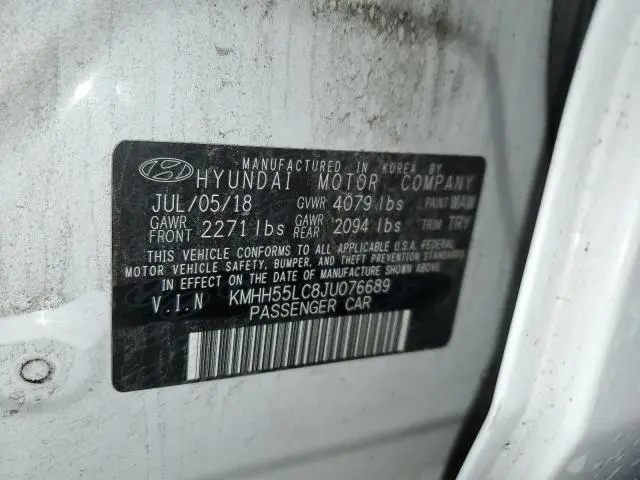 MANUFACTURED IN KOREA BY
HYUNDAI MOTOR COMPANY
JUL/05/18 GVWR 4079 lbs PAINT WAW
GAWR FRONT 2271 lbs GAWR REAR 2094 lbs TRIM TRY
THIS VEHICLE CONFORMS TO ALL APPLICABLE U.S.A. FEDERAL
MOTOR VEHICLE SAFETY, BUMPER, AND THEFT PREVENTION STANDARDS
IN EFFECT ON THE DATE OF MANUFACTURE SHOWN ABOVE.
V.I.N KMHH55LC8JU076689
PASSENGER CAR